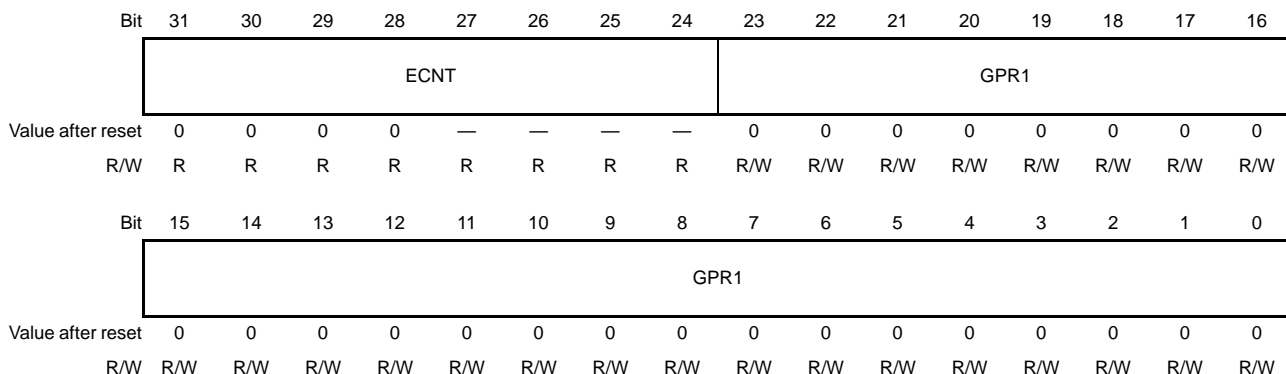 Bit 31 30 29 28 27 26 25 24 23 22 21 20 19 18 17 16
ECNT GPR1
Value after reset 0 0 0 0 — — — — 0 0 0 0 0 0 0 0
R/W R R R R R R R R R/W R/W R/W R/W R/W R/W R/W R/W
Bit 15 14 13 12 11 10 9 8 7 6 5 4 3 2 1 0
GPR1
Value after reset 0 0 0 0 0 0 0 0 0 0 0 0 0 0 0 0
R/W R/W R/W R/W R/W R/W R/W R/W R/W R/W R/W R/W R/W R/W R/W R/W R/W